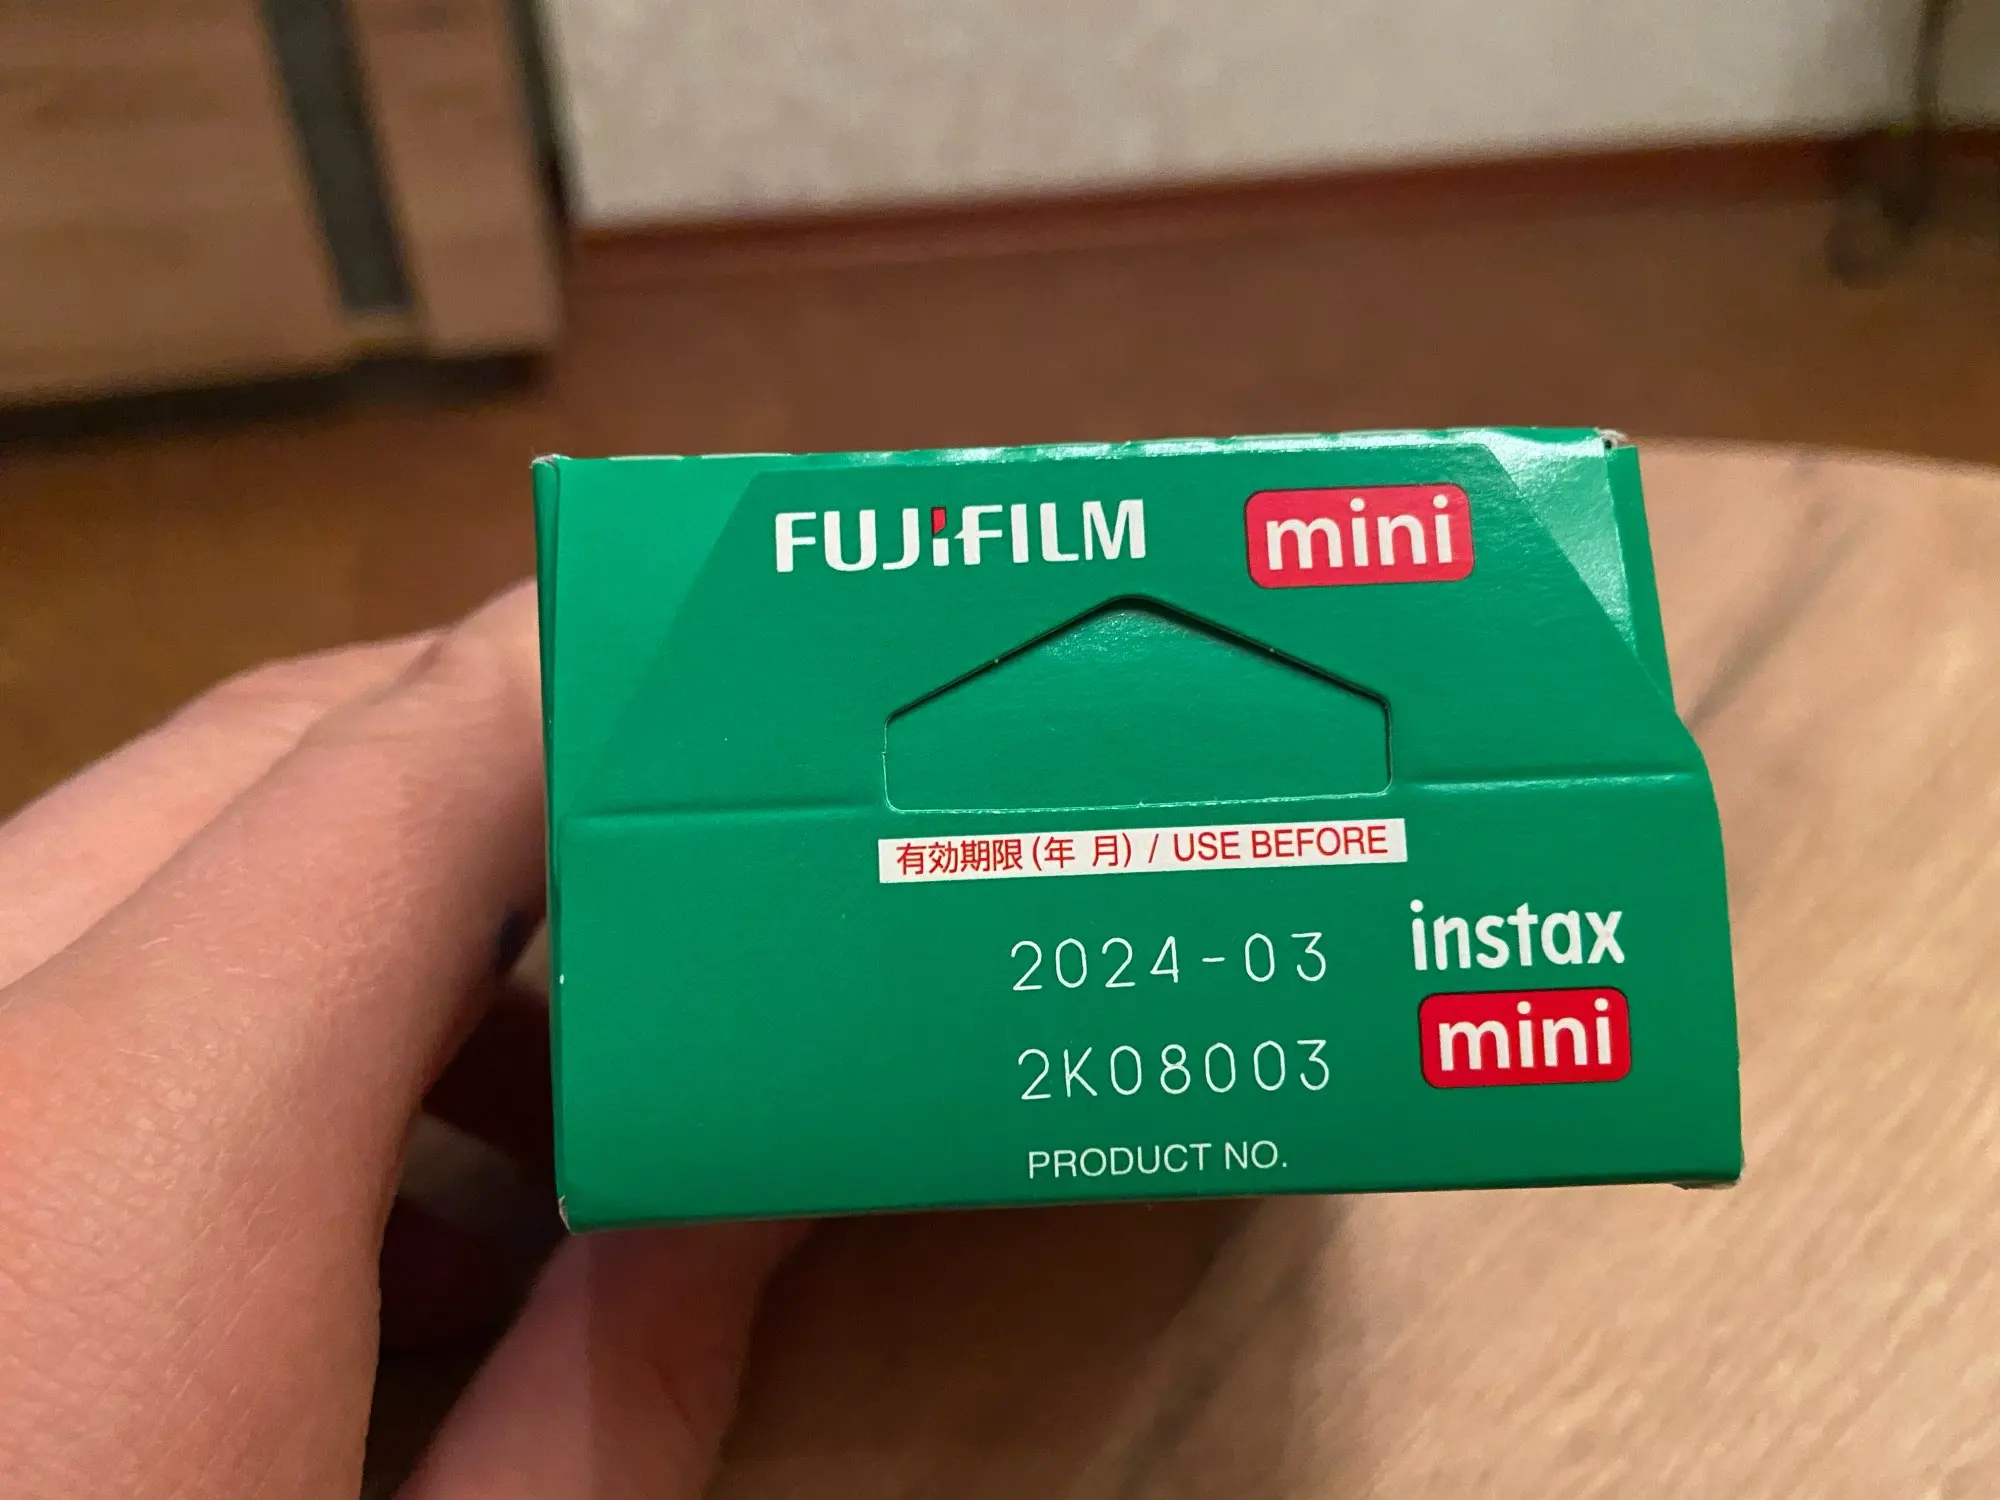 FUJIFILM mini
有効期限(年 月) / USE BEFORE
2024-03
2K08003
PRODUCT NO.
instax
mini